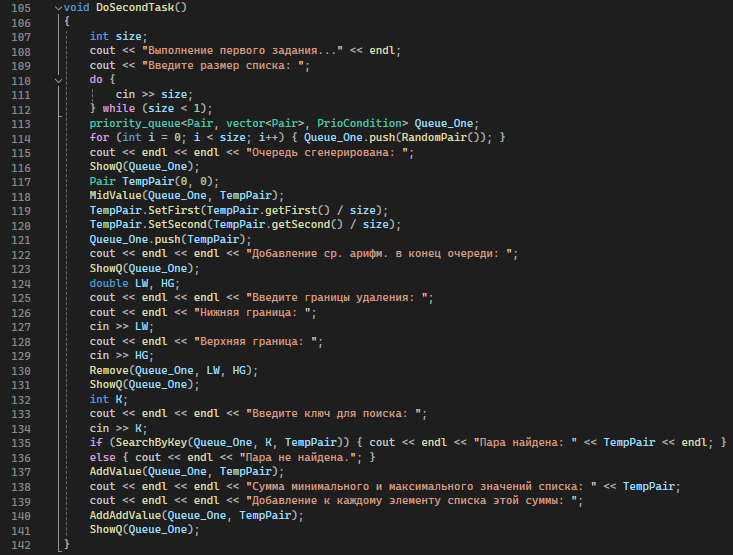 105 void DoSecondTask()
106 {
107 int size;
108 cout << "Выполнение первого задания..." << endl;
109 cout << "Введите размер списка: ";
110 do {
111 cin >> size;
112 } while (size < 1);
113 priority_queue<Pair, vector<Pair>, PrioCondition> Queue_One;
114 for (int i = 0; i < size; i++) { Queue_One.push(RandomPair()); }
115 cout << endl << endl << "Очередь сгенерирована: ";
116 ShowQ(Queue_One);
117 Pair TempPair(0, 0);
118 MidValue(Queue_One, TempPair);
119 TempPair.SetFirst(TempPair.getFirst() / size);
120 TempPair.SetSecond(TempPair.getSecond() / size);
121 Queue_One.push(TempPair);
122 cout << endl << endl << "Добавление ср. арифм. в конец очереди: ";
123 ShowQ(Queue_One);
124 double LW, HG;
125 cout << endl << endl << "Введите границы удаления: ";
126 cout << endl << "Нижняя граница: ";
127 cin >> LW;
128 cout << endl << "Верхняя граница: ";
129 cin >> HG;
130 Remove(Queue_One, LW, HG);
131 ShowQ(Queue_One);
132 int K;
133 cout << endl << endl << "Введите ключ для поиска: ";
134 cin >> K;
135 if (SearchByKey(Queue_One, K, TempPair)) { cout << endl << "Пара найдена: " << TempPair << endl; }
136 else { cout << endl << "Пара не найдена."; }
137 AddValue(Queue_One, TempPair);
138 cout << endl << endl << "Сумма минимального и максимального значений списка: " << TempPair;
139 cout << endl << endl << "Добавление к каждому элементу списка этой суммы: ";
140 AddAddValue(Queue_One, TempPair);
141 ShowQ(Queue_One);
142 }